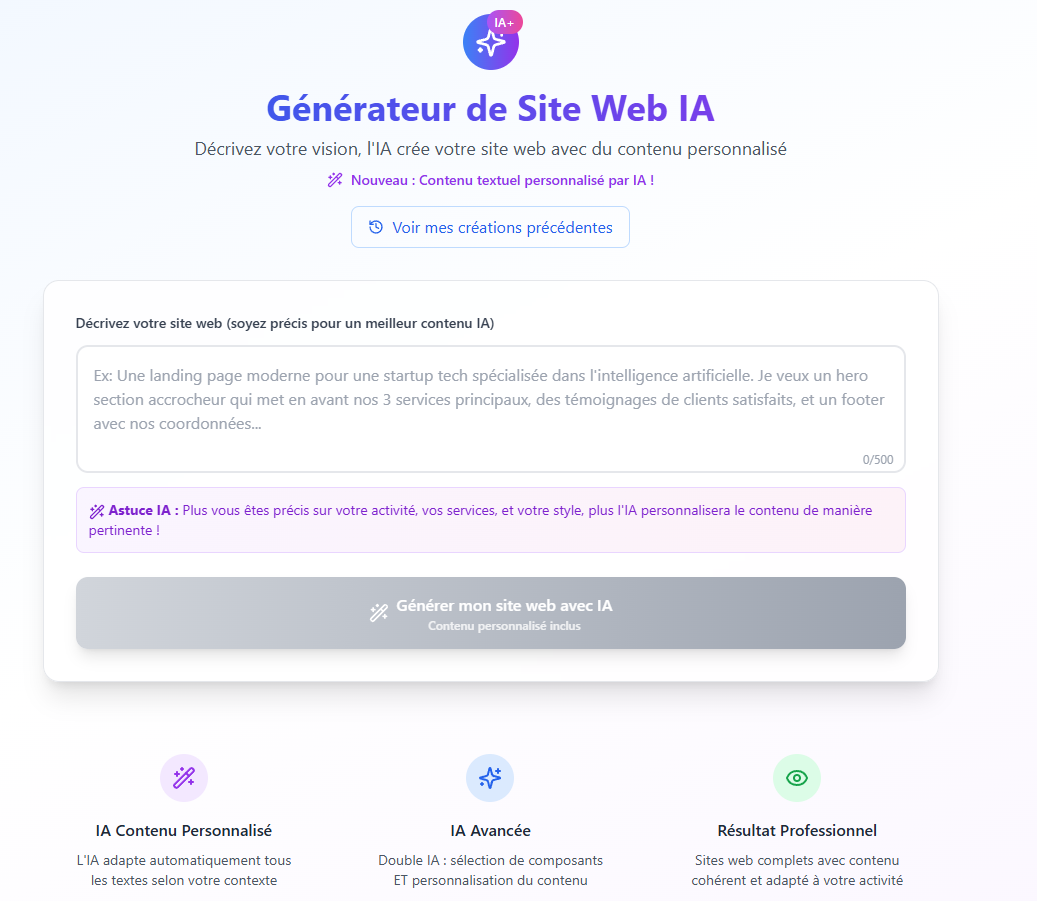 IA+
Générateur de Site Web IA
Décrivez votre vision, l'IA crée votre site web avec du contenu personnalisé
Nouveau : Contenu textuel personnalisé par IA !
Voir mes créations précédentes
Décrivez votre site web (soyez précis pour un meilleur contenu IA)
Ex: Une landing page moderne pour une startup tech spécialisée dans l'intelligence artificielle. Je veux un hero
section accrocheur qui met en avant nos 3 services principaux, des témoignages de clients satisfaits, et un footer
avec nos coordonnées...
0/500
Astuce IA : Plus vous êtes précis sur votre activité, vos services, et votre style, plus l'IA personnalisera le contenu de manière
pertinente !
Générer mon site web avec IA
Contenu personnalisé inclus
IA Contenu Personnalisé
L'IA adapte automatiquement tous
les textes selon votre contexte
IA Avancée
Double IA : sélection de composants
ET personnalisation du contenu
Résultat Professionnel
Sites web complets avec contenu
cohérent et adapté à votre activité